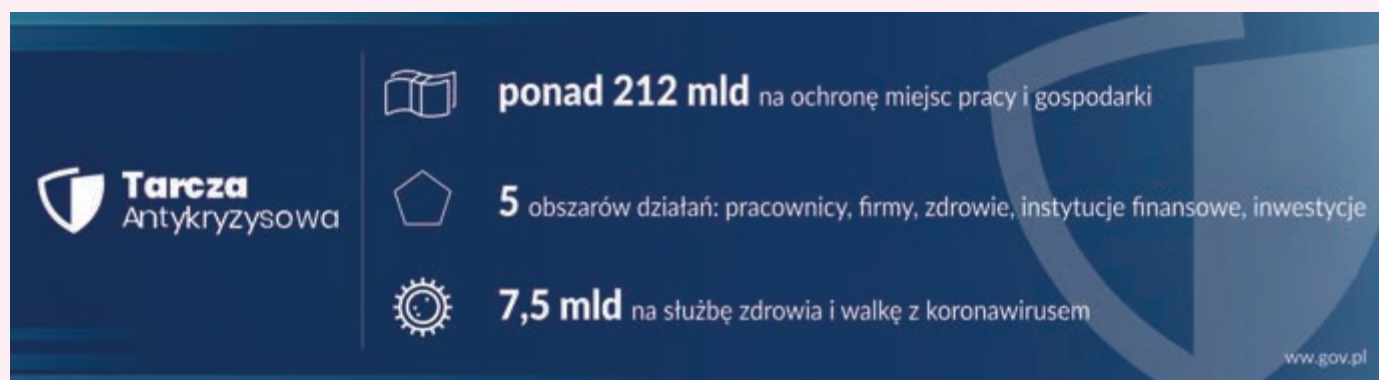 Tarcza
Antykryzysowa
ponad 212 mld na ochronę miejsc pracy i gospodarki
5 obszarów działań: pracownicy, firmy, zdrowie, instytucje finansowe, inwestycje
7,5 mld na służbę zdrowia i walkę z koronawirusem
ww.gov.pl